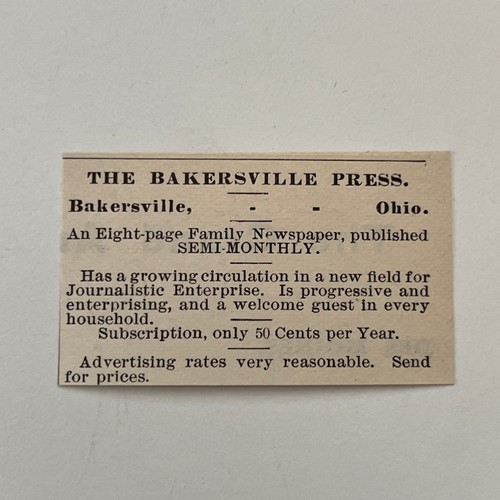 THE BAKERSVILLE PRESS.
Bakersville, - - Ohio.
An Eight-page Family Newspaper, published
SEMI-MONTHLY.
Has a growing circulation in a new field for
Journalistic Enterprise. Is progressive and
enterprising, and a welcome guest in every
household.
Subscription, only 50 Cents per Year.
Advertising rates very reasonable. Send
for prices.